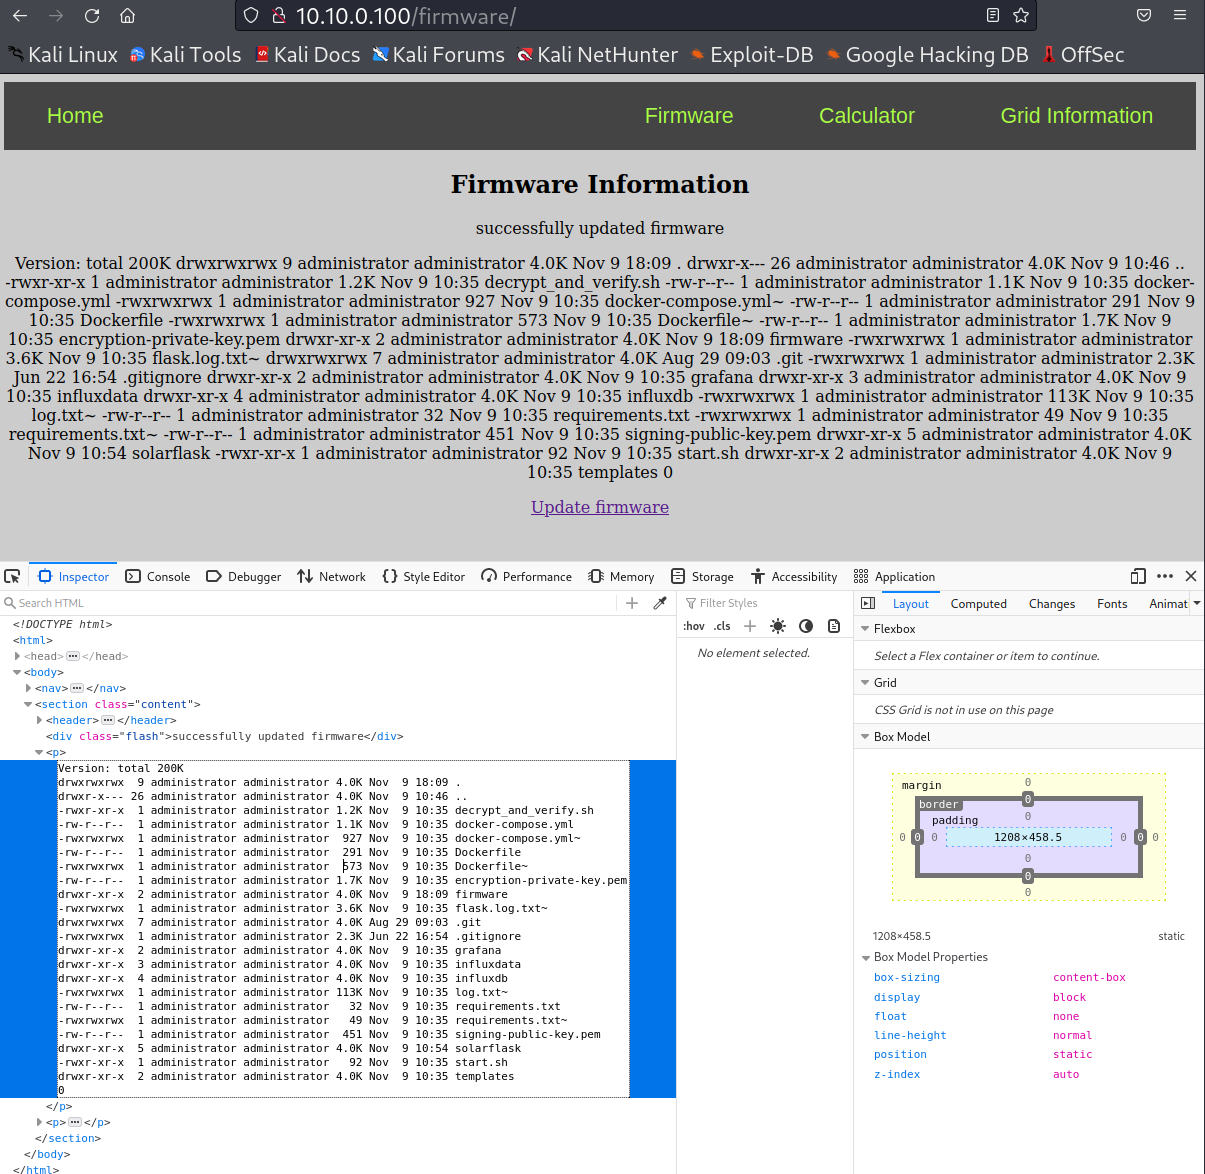 10.10.0.100/firmware/
Kali Linux Kali Tools Kali Docs Kali Forums Kali NetHunter Exploit-DB Google Hacking DB OffSec
Home Firmware Calculator Grid Information
Firmware Information
successfully updated firmware
Version: total 200K drwxrwxrwx 9 administrator administrator 4.0K Nov 9 18:09 . drwxr-x--- 26 administrator administrator 4.0K Nov 9 10:46 ..
-rwxr-xr-x 1 administrator administrator 1.2K Nov 9 10:35 decrypt_and_verify.sh -rw-r--r-- 1 administrator administrator 1.1K Nov 9 10:35 docker-
compose.yml -rwxrwxrwx 1 administrator administrator 927 Nov 9 10:35 docker-compose.yml~ -rw-r--r-- 1 administrator administrator 291 Nov 9
10:35 Dockerfile -rwxrwxrwx 1 administrator administrator 573 Nov 9 10:35 Dockerfile~ -rw-r--r-- 1 administrator administrator 1.7K Nov 9
10:35 encryption-private-key.pem drwxr-xr-x 2 administrator administrator 4.0K Nov 9 18:09 firmware -rwxrwxrwx 1 administrator administrator
3.6K Nov 9 10:35 flask.log.txt~ drwxrwxrwx 7 administrator administrator 4.0K Aug 29 09:03 .git -rwxrwxrwx 1 administrator administrator 2.3K
Jun 22 16:54 .gitignore drwxr-xr-x 2 administrator administrator 4.0K Nov 9 10:35 grafana drwxr-xr-x 3 administrator administrator 4.0K Nov 9
10:35 influxdata drwxr-xr-x 4 administrator administrator 4.0K Nov 9 10:35 influxdb -rwxrwxrwx 1 administrator administrator 113K Nov 9 10:35
log.txt~ -rw-r--r-- 1 administrator administrator 32 Nov 9 10:35 requirements.txt -rwxrwxrwx 1 administrator administrator 49 Nov 9 10:35
requirements.txt~ -rw-r--r-- 1 administrator administrator 451 Nov 9 10:35 signing-public-key.pem drwxr-xr-x 5 administrator administrator 4.0K
Nov 9 10:54 solarflask -rwxr-xr-x 1 administrator administrator 92 Nov 9 10:35 start.sh drwxr-xr-x 2 administrator administrator 4.0K Nov 9
10:35 templates 0
Update firmware
Inspector Console Debugger Network Style Editor Performance Memory Storage Accessibility Application
Search HTML
<!DOCTYPE html>
<html>
<head> ••• </head>
<body>
<nav> ••• </nav>
<section class="content">
<header> ••• </header>
<div class="flash">successfully updated firmware</div>
<p>
Version: total 200K
drwxrwxrwx  9 administrator administrator 4.0K Nov  9 18:09 .
drwxr-x--- 26 administrator administrator 4.0K Nov  9 10:46 ..
-rwxr-xr-x  1 administrator administrator 1.2K Nov  9 10:35 decrypt_and_verify.sh
-rw-r--r--  1 administrator administrator 1.1K Nov  9 10:35 docker-compose.yml
-rwxrwxrwx  1 administrator administrator  927 Nov  9 10:35 docker-compose.yml~
-rw-r--r--  1 administrator administrator  291 Nov  9 10:35 Dockerfile
-rwxrwxrwx  1 administrator administrator  573 Nov  9 10:35 Dockerfile~
-rw-r--r--  1 administrator administrator 1.7K Nov  9 10:35 encryption-private-key.pem
drwxr-xr-x  2 administrator administrator 4.0K Nov  9 18:09 firmware
-rwxrwxrwx  1 administrator administrator 3.6K Nov  9 10:35 flask.log.txt~
drwxrwxrwx  7 administrator administrator 4.0K Aug 29 09:03 .git
-rwxrwxrwx  1 administrator administrator 2.3K Jun 22 16:54 .gitignore
drwxr-xr-x  2 administrator administrator 4.0K Nov  9 10:35 grafana
drwxr-xr-x  3 administrator administrator 4.0K Nov  9 10:35 influxdata
drwxr-xr-x  4 administrator administrator 4.0K Nov  9 10:35 influxdb
-rwxrwxrwx  1 administrator administrator 113K Nov  9 10:35 log.txt~
-rw-r--r--  1 administrator administrator   32 Nov  9 10:35 requirements.txt
-rwxrwxrwx  1 administrator administrator   49 Nov  9 10:35 requirements.txt~
-rw-r--r--  1 administrator administrator  451 Nov  9 10:35 signing-public-key.pem
drwxr-xr-x  5 administrator administrator 4.0K Nov  9 10:54 solarflask
-rwxr-xr-x  1 administrator administrator   92 Nov  9 10:35 start.sh
drwxr-xr-x  2 administrator administrator 4.0K Nov  9 10:35 templates
0
</p>
<p> ••• </p>
</section>
</body>
</html>
Filter Styles
:hov .cls
No element selected.
Layout Computed Changes Fonts Animat
Flexbox
Select a Flex container or item to continue.
Grid
CSS Grid is not in use on this page
Box Model
margin 0
border 0
padding 0
0 0 0 1208×458.5 0 0 0
0
0
0
1208×458.5 static
Box Model Properties
box-sizing content-box
display block
float none
line-height normal
position static
z-index auto